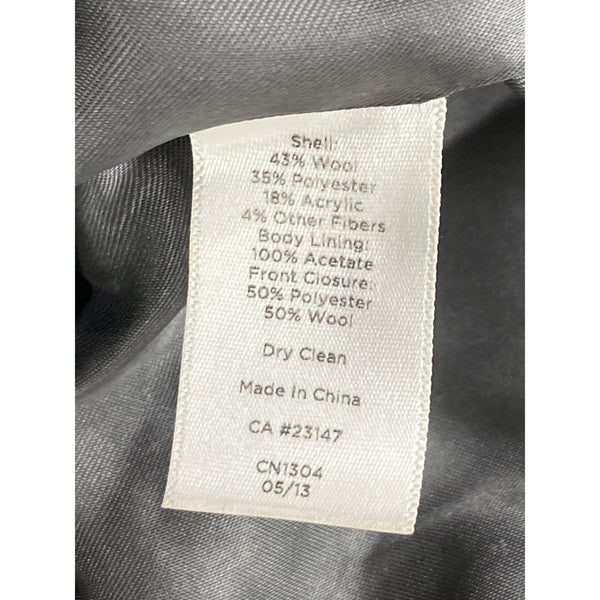 Shell:
43% Wool
35% Polyester
18% Acrylic
4% Other Fibers
Body Lining:
100% Acetate
Front Closure:
50% Polyester
50% Wool
Dry Clean
Made In China
CA #23147
CN1304
05/13